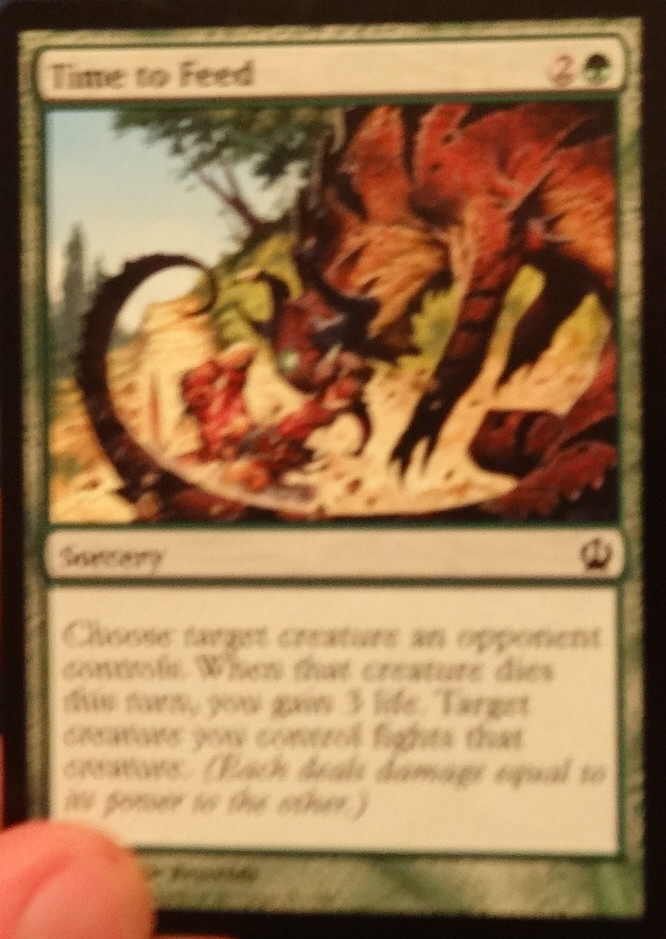 Time to Feed 2
Sorcery
Choose target creature an opponent
controls. When that creature dies
this turn, you gain 3 life. Target
creature you control fights that
creature. (Each deals damage equal to
its power to the other.)